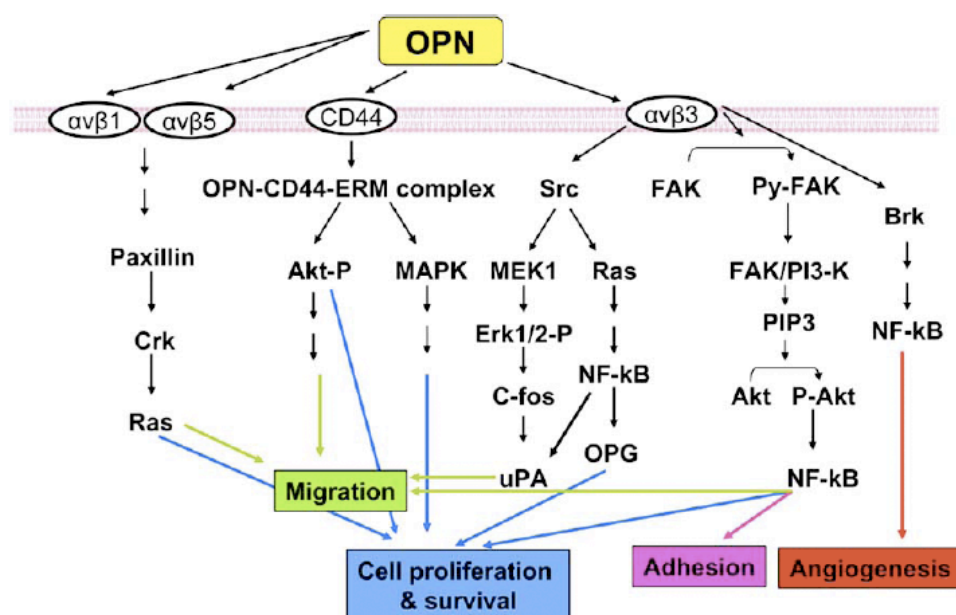 OPN
αvβ1
αvβ5
CD44
αvβ3
OPN-CD44-ERM complex
Src
FAK
Py-FAK
Brk
Paxillin
Akt-P
MAPK
MEK1
Ras
FAK/PI3-K
Crk
Erk1/2-P
PIP3
NF-kB
C-fos
NF-kB
Akt
P-Akt
Ras
OPG
Migration
uPA
NF-kB
Cell proliferation
& survival
Adhesion
Angiogenesis